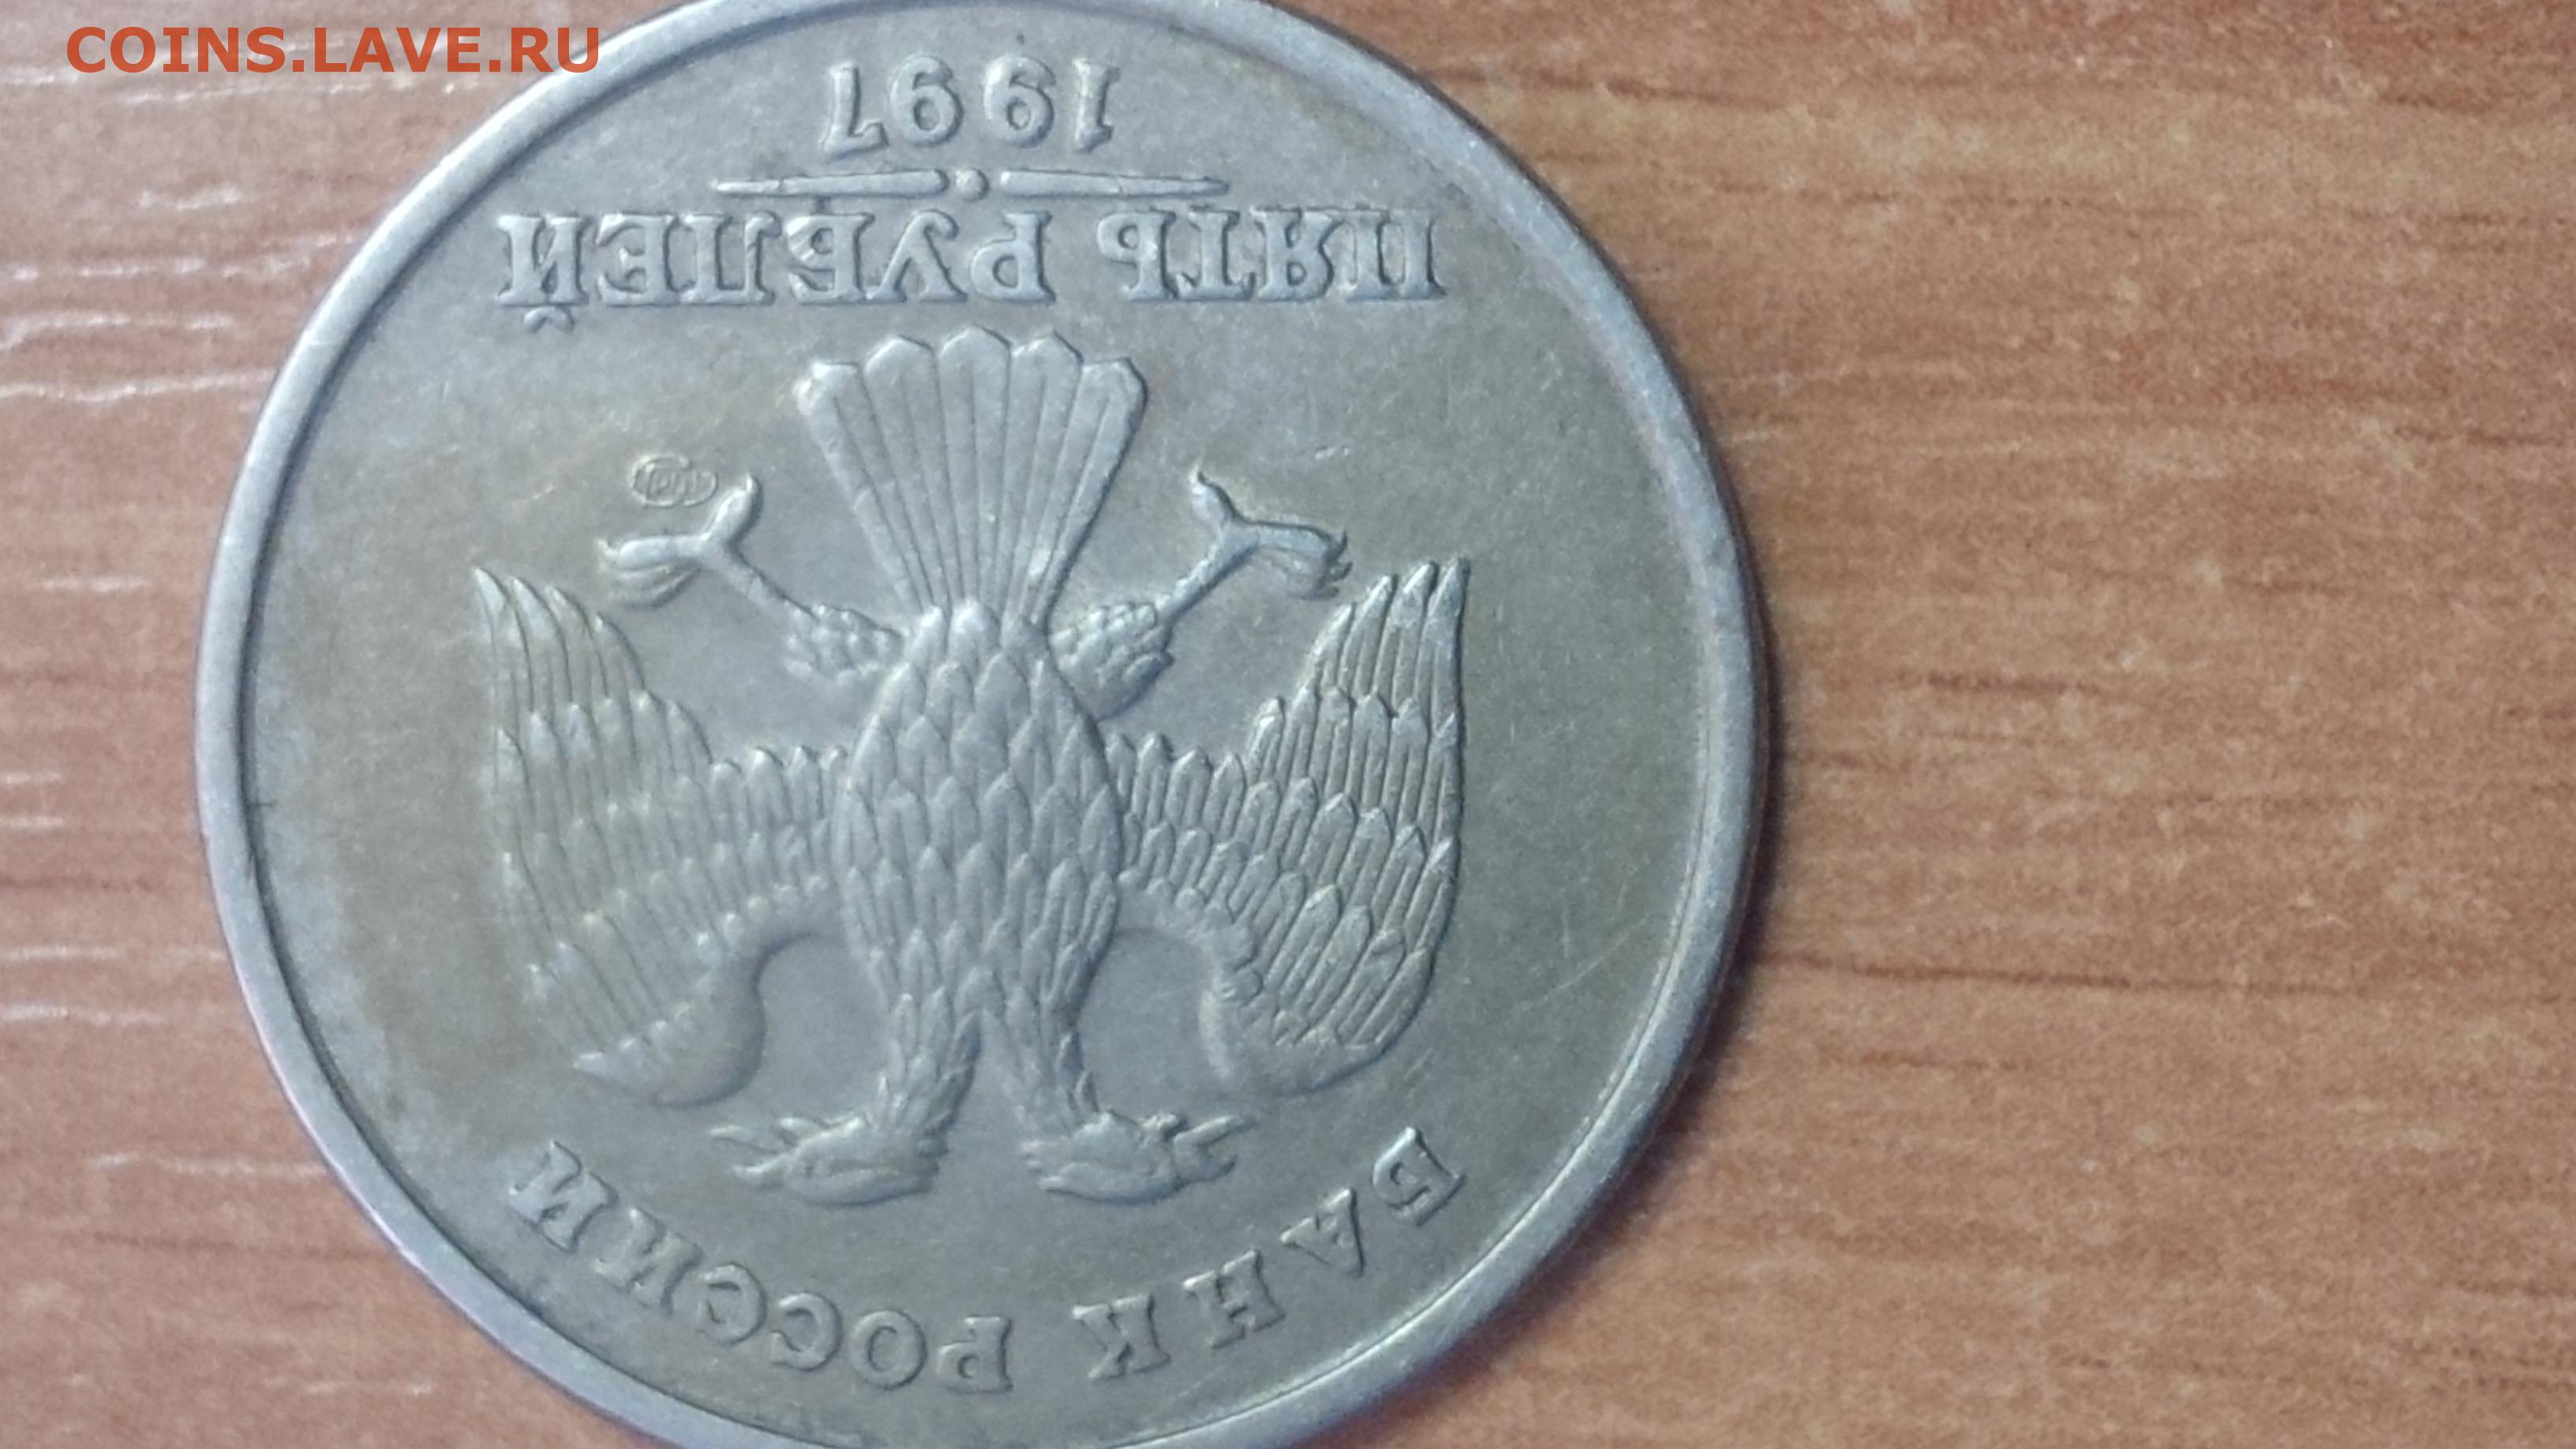 COINS.LAVE.RU
БАНК РОССИИ
ПЯТЬ РУБЛЕЙ
1997